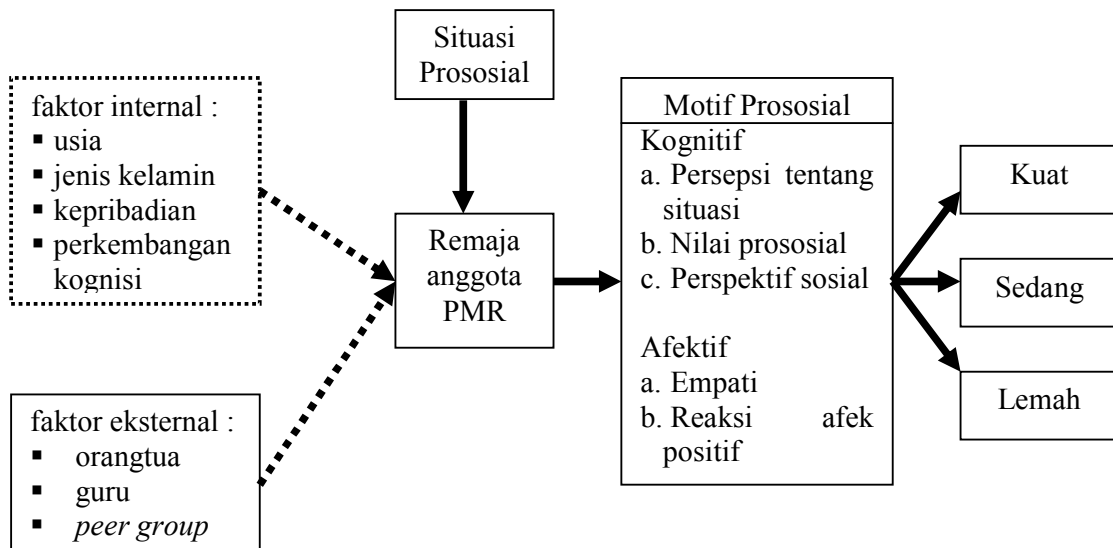 Situasi
Prososial
faktor internal :
▪ usia
▪ jenis kelamin
▪ kepribadian
▪ perkembangan
kognisi
Remaja
anggota
PMR
faktor eksternal :
▪ orangtua
▪ guru
▪ peer group
Motif Prososial
Kognitif
a. Persepsi tentang
situasi
b. Nilai prososial
c. Perspektif sosial
Afektif
a. Empati
b. Reaksi afek
positif
Kuat
Sedang
Lemah